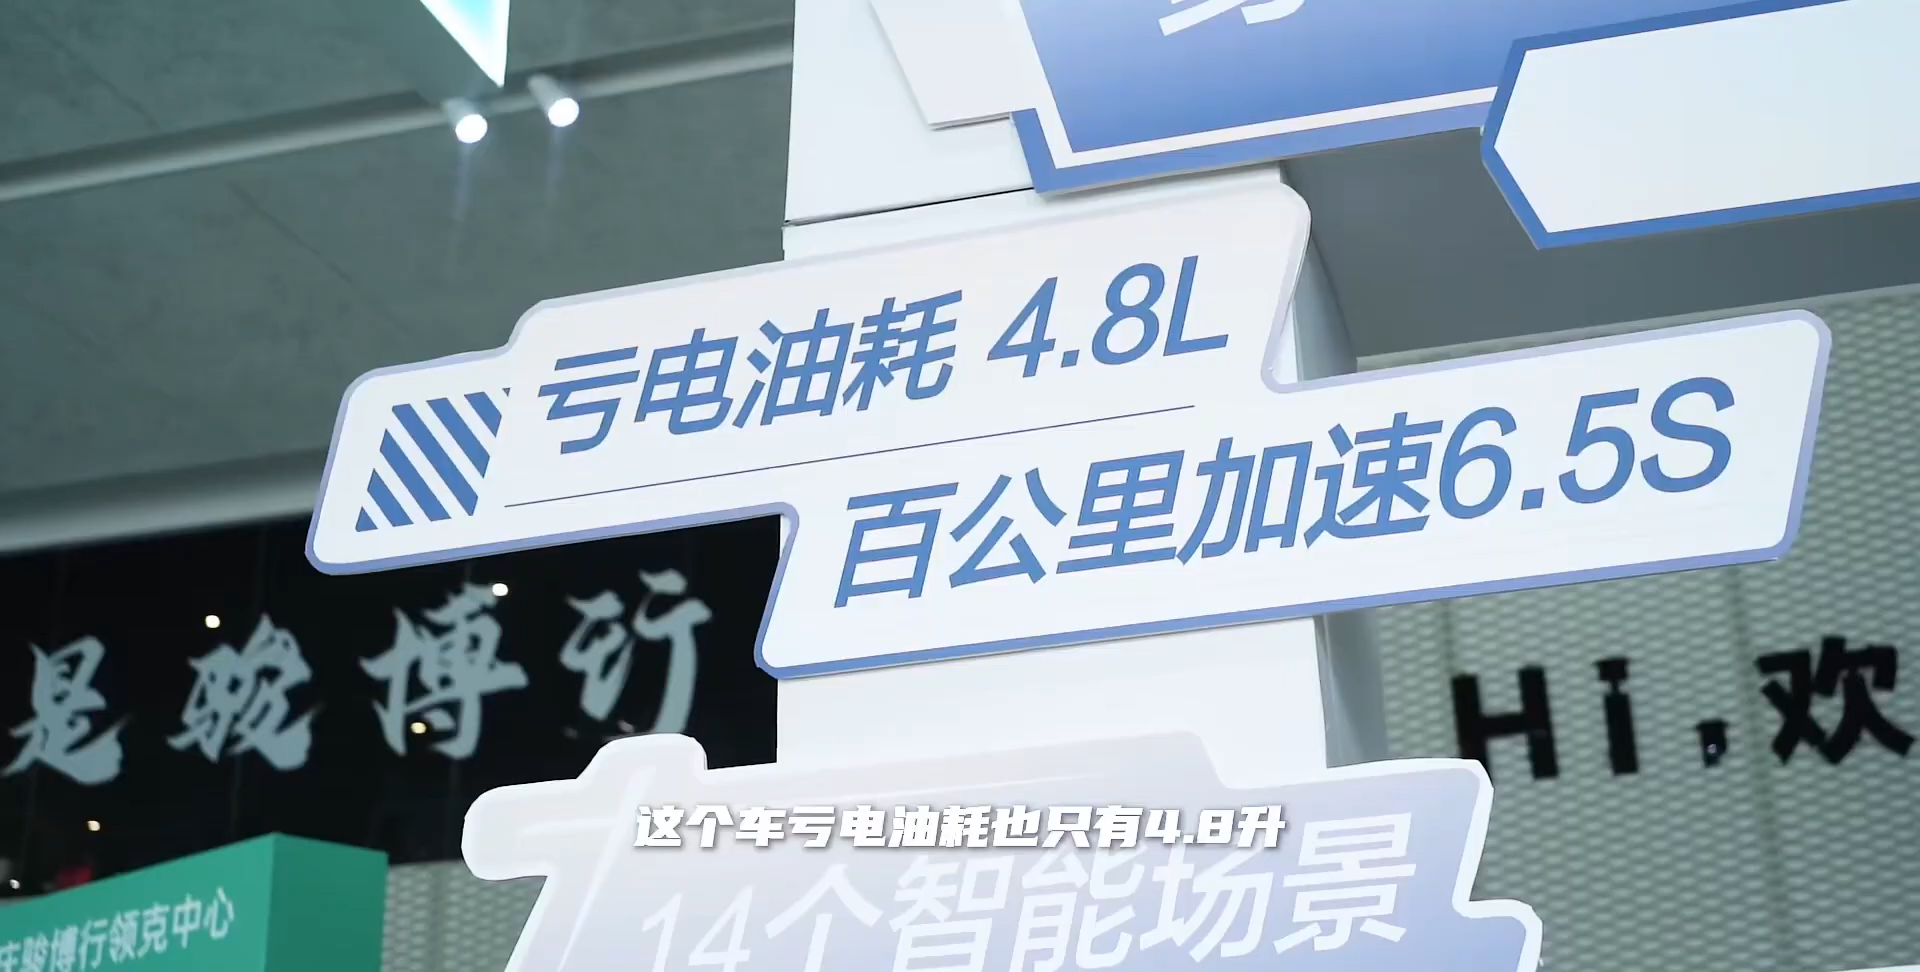 亏电油耗 4.8L
百公里加速6.5S
是骏博行
Hi,欢
这个车亏电油耗也只有4.8升
14个智能场景
骏博行领克中心